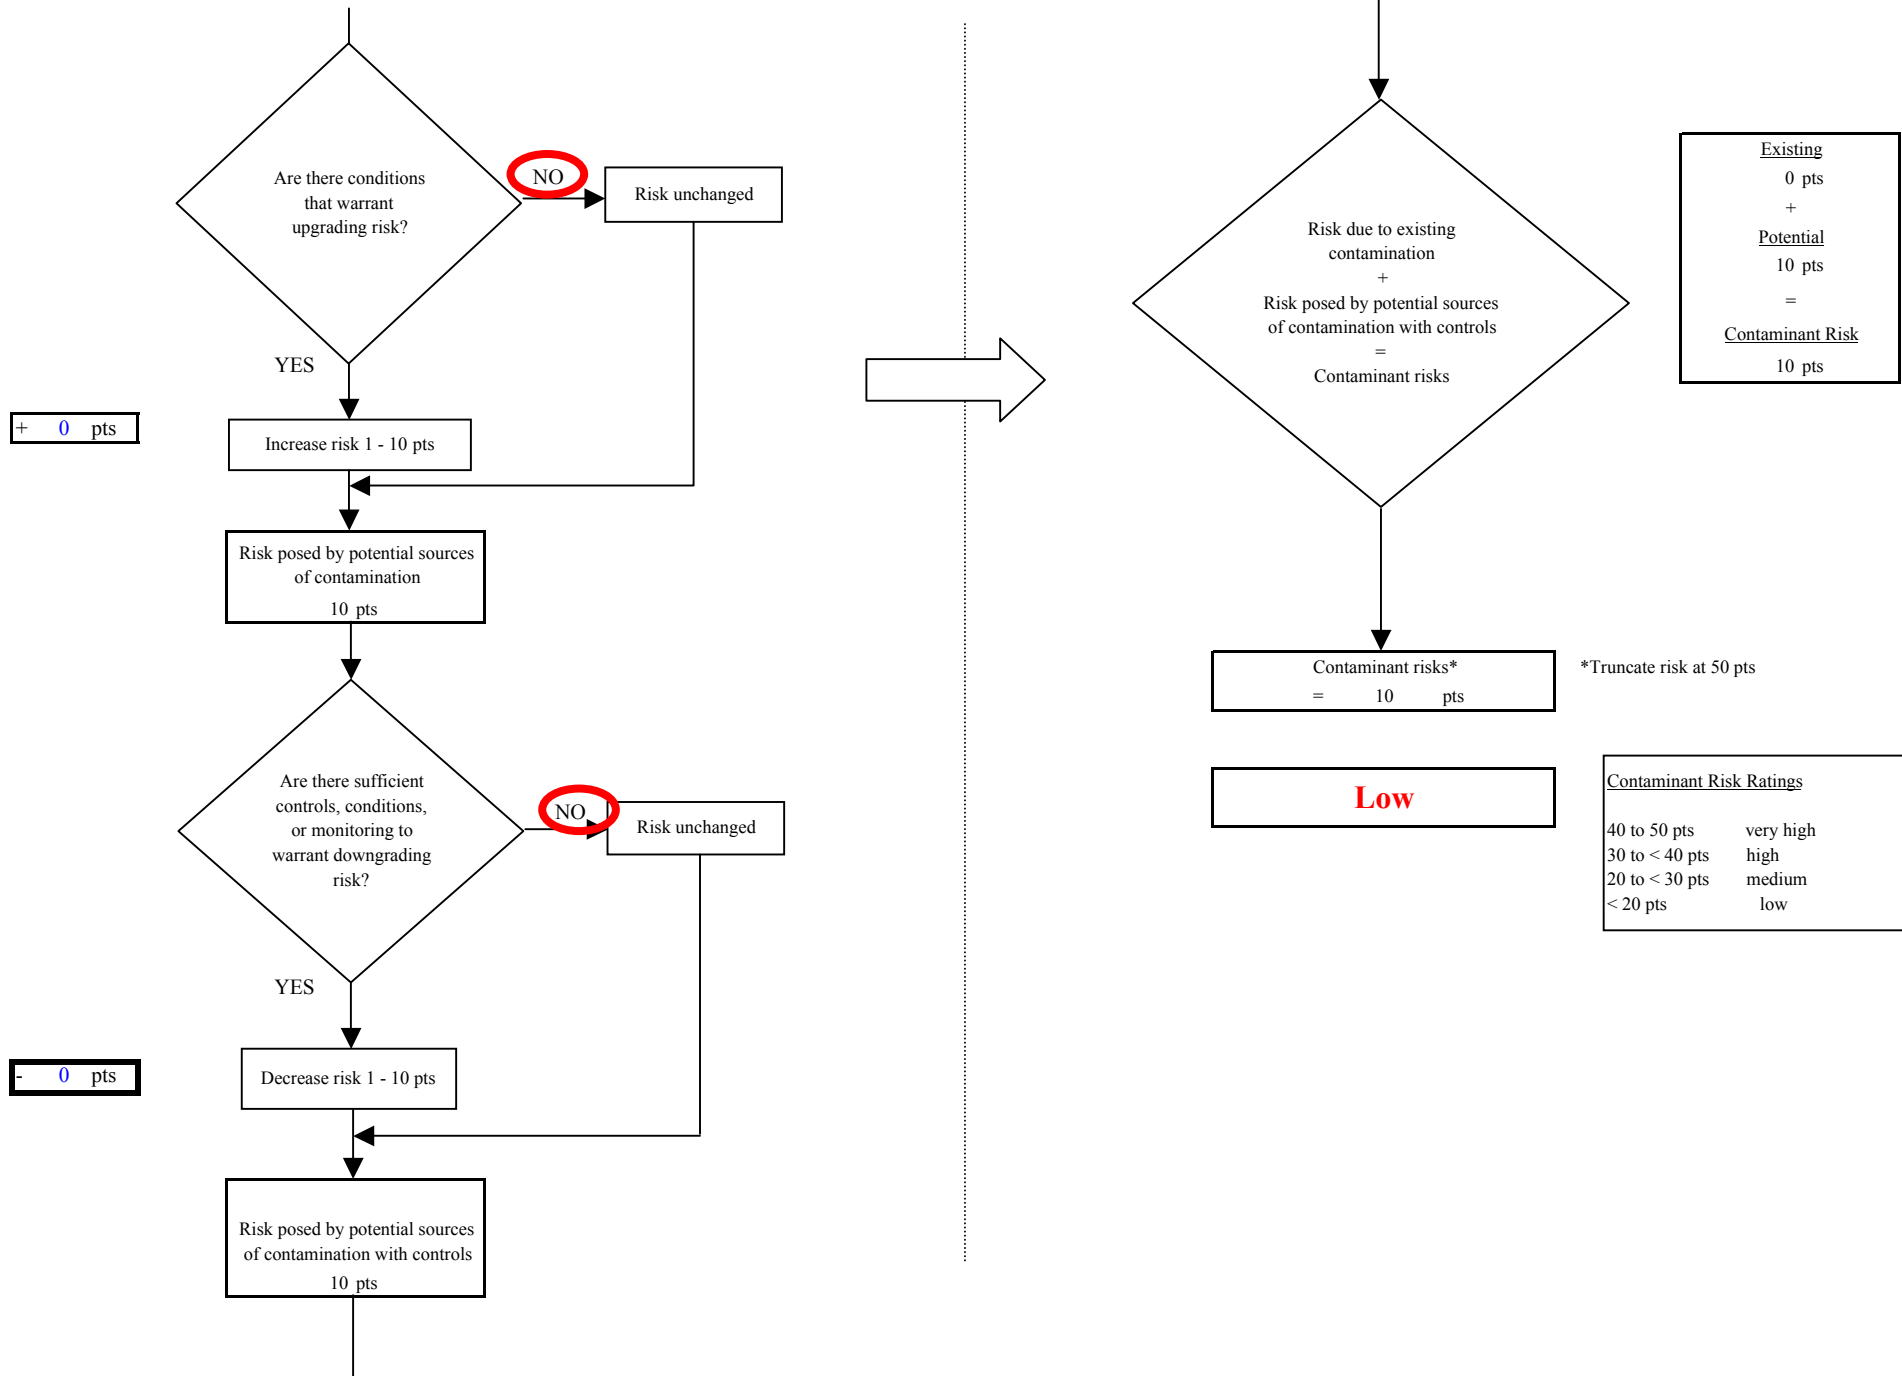 Are there conditions
that warrant
upgrading risk?
NO
Risk unchanged
YES
+ 0 pts
Increase risk 1 - 10 pts
Risk posed by potential sources
of contamination
10 pts
Are there sufficient
controls, conditions,
or monitoring to
warrant downgrading
risk?
NO
Risk unchanged
YES
- 0 pts
Decrease risk 1 - 10 pts
Risk posed by potential sources
of contamination with controls
10 pts
Risk due to existing
contamination
+
Risk posed by potential sources
of contamination with controls
=
Contaminant risks
Existing
0 pts
+
Potential
10 pts
=
Contaminant Risk
10 pts
Contaminant risks*
= 10 pts
*Truncate risk at 50 pts
Low
Contaminant Risk Ratings
40 to 50 pts very high
30 to < 40 pts high
20 to < 30 pts medium
< 20 pts low